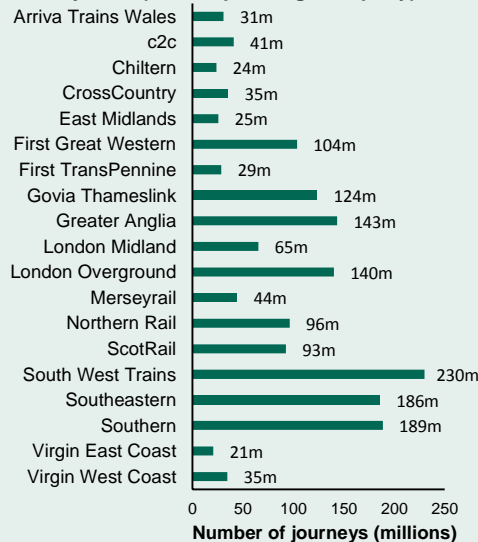 Arriva Trains Wales 31m
c2c 41m
Chiltern 24m
CrossCountry 35m
East Midlands 25m
First Great Western 104m
First TransPennine 29m
Govia Thameslink 124m
Greater Anglia 143m
London Midland 65m
London Overground 140m
Merseyrail 44m
Northern Rail 96m
ScotRail 93m
South West Trains 230m
Southeastern 186m
Southern 189m
Virgin East Coast 21m
Virgin West Coast 35m
0 50 100 150 200 250
Number of journeys (millions)